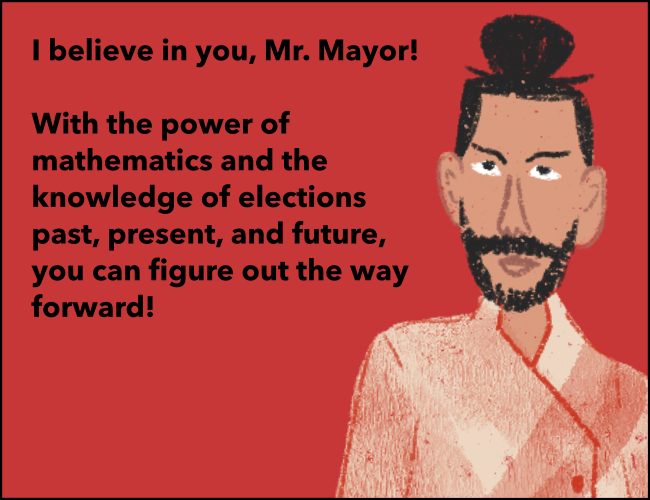 I believe in you, Mr. Mayor!
With the power of
mathematics and the
knowledge of elections
past, present, and future,
you can figure out the way
forward!